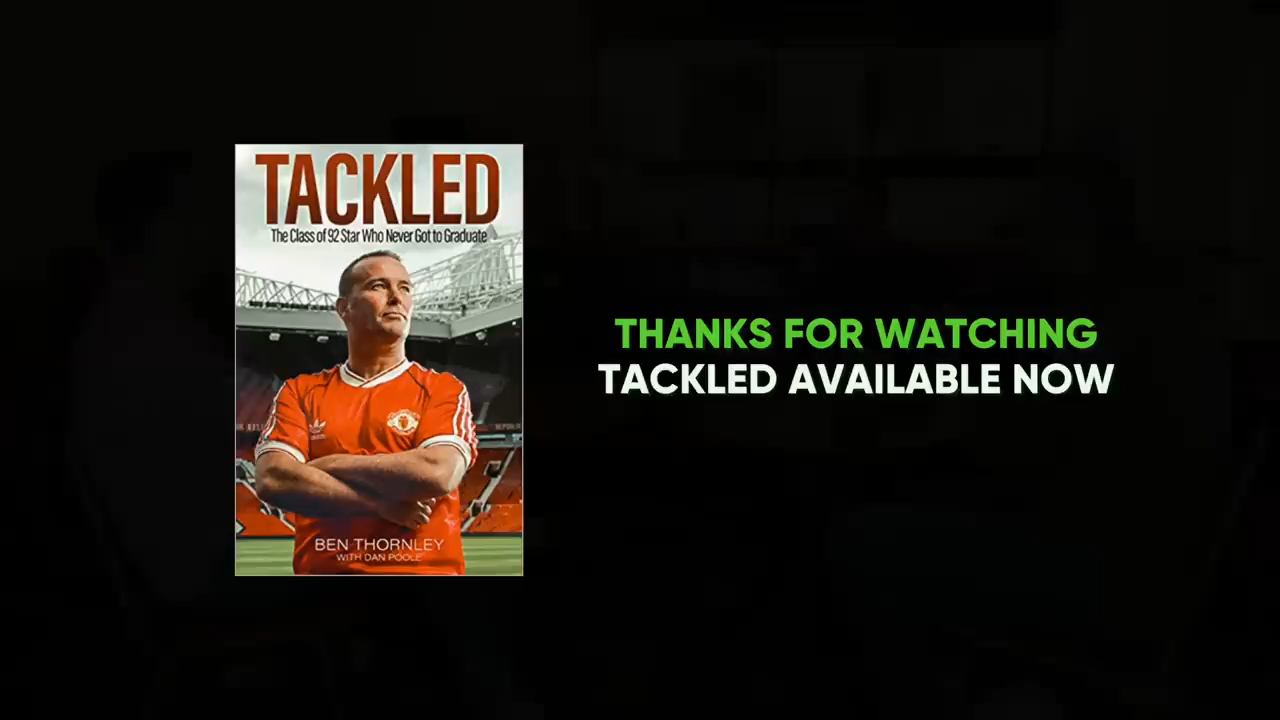 TACKLED
The Class of 92 Star Who Never Got to Graduate
BEN THORNLEY
WITH DAN POOLE
THANKS FOR WATCHING
TACKLED AVAILABLE NOW